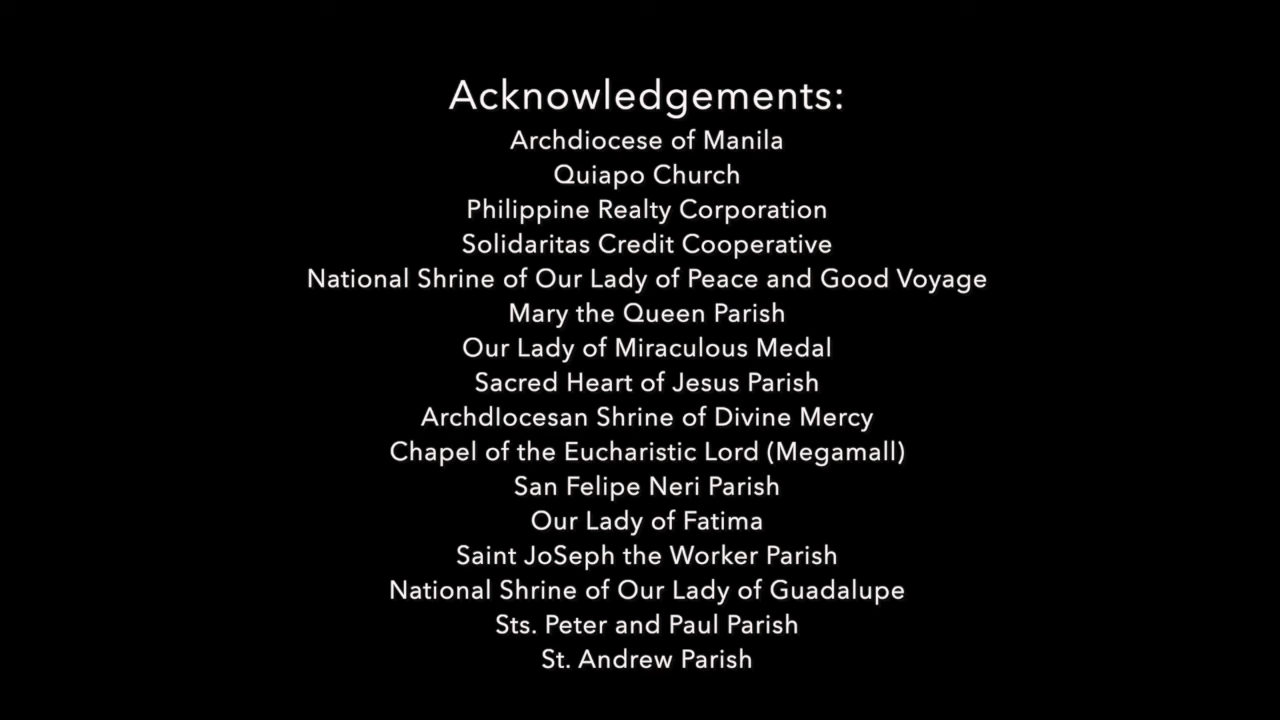 Acknowledgements:
Archdiocese of Manila
Quiapo Church
Philippine Realty Corporation
Solidaritas Credit Cooperative
National Shrine of Our Lady of Peace and Good Voyage
Mary the Queen Parish
Our Lady of Miraculous Medal
Sacred Heart of Jesus Parish
ArchdIocesan Shrine of Divine Mercy
Chapel of the Eucharistic Lord (Megamall)
San Felipe Neri Parish
Our Lady of Fatima
Saint JoSeph the Worker Parish
National Shrine of Our Lady of Guadalupe
Sts. Peter and Paul Parish
St. Andrew Parish